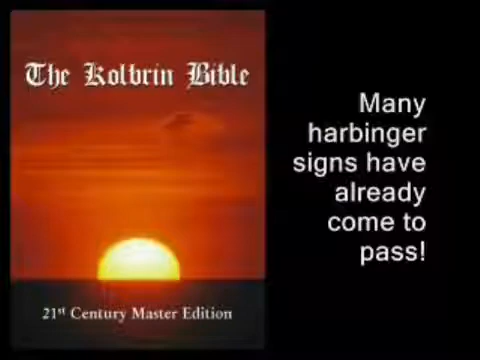 The Kolbrin Bible
21st Century Master Edition
Many
harbinger
signs have
already
come to
pass!